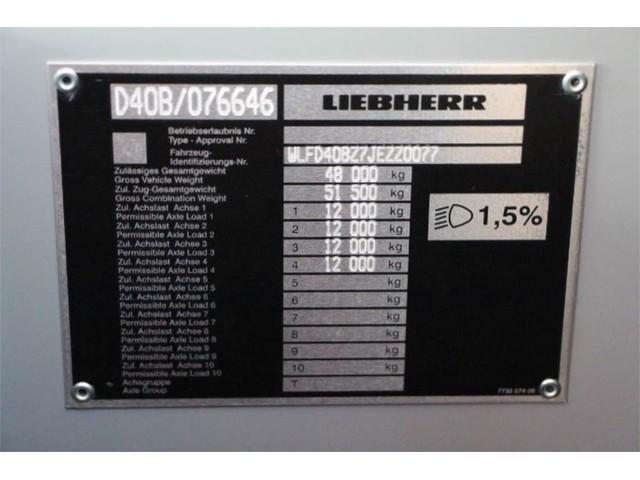 D40B/076646 LIEBHERR
Betriebserlaubnis Nr.
Type - Approval Nr.
Fahrzeug-
Identifizierungs-Nr. WLFD40BZ7JEZZ0077
Zulässiges Gesamtgewicht
Gross Vehicle Weight 48 000 kg
Zul. Zug-Gesamtgewicht
Gross Combination Weight 51 500 kg
Zul. Achslast Achse 1
Permissible Axle Load 1 1 12 000 kg
Zul. Achslast Achse 2
Permissible Axle Load 2 2 12 000 kg
Zul. Achslast Achse 3
Permissible Axle Load 3 3 12 000 kg
Zul. Achslast Achse 4
Permissible Axle Load 4 4 12 000 kg
Zul. Achslast Achse 5
Permissible Axle Load 5 5 kg
Zul. Achslast Achse 6
Permissible Axle Load 6 6 kg
Zul. Achslast Achse 7
Permissible Axle Load 7 7 kg
Zul. Achslast Achse 8
Permissible Axle Load 8 8 kg
Zul. Achslast Achse 9
Permissible Axle Load 9 9 kg
Zul. Achslast Achse 10
Permissible Axle Load 10 10 kg
Achsgruppe
Axle Group T kg
1,5%
7732 074 08